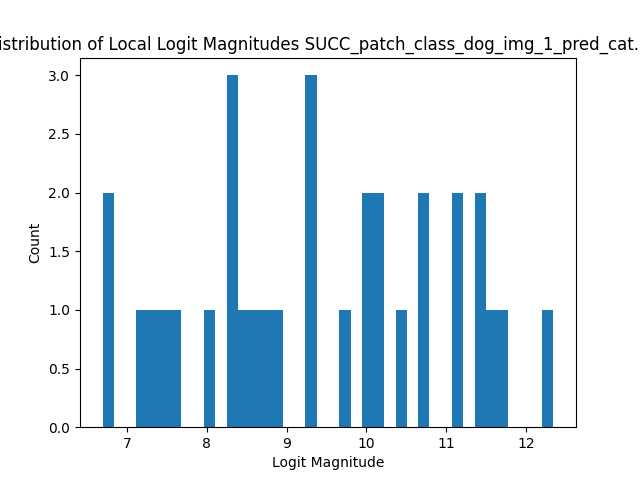 istribution of Local Logit Magnitudes SUCC_patch_class_dog_img_1_pred_cat.
3.0
2.5
2.0
1.5
1.0
0.5
0.0
Count
7 8 9 10 11 12
Logit Magnitude